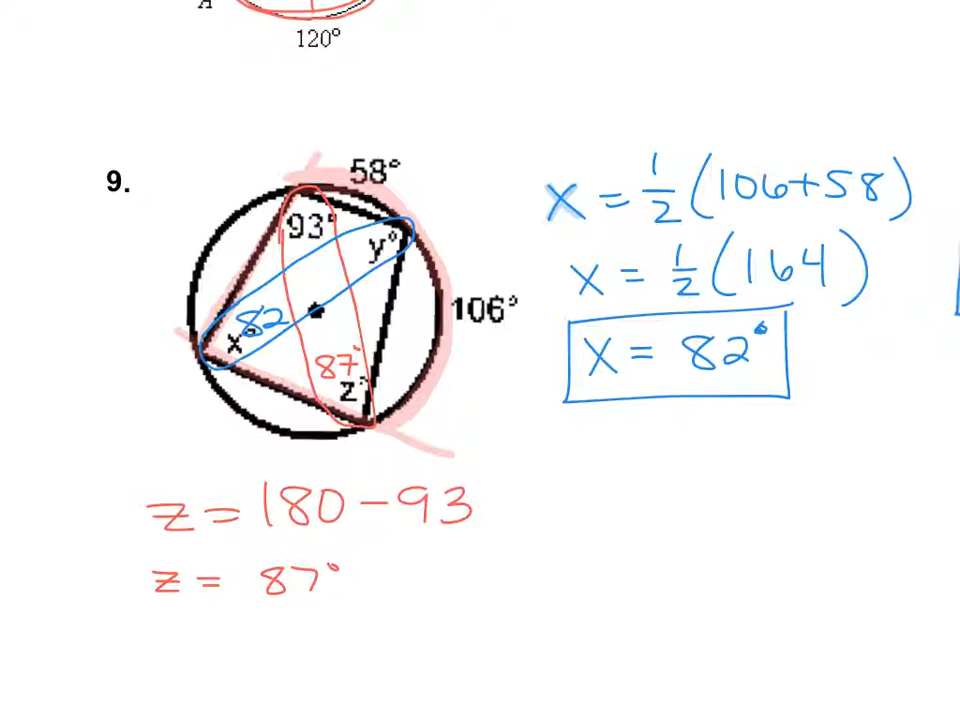 A
120°
9.
58°
93°
y°
106°
82
x°
87°
z°
x = 1/2 (106+58)
x = 1/2 (164)
x = 82°
z = 180 - 93
z = 87°